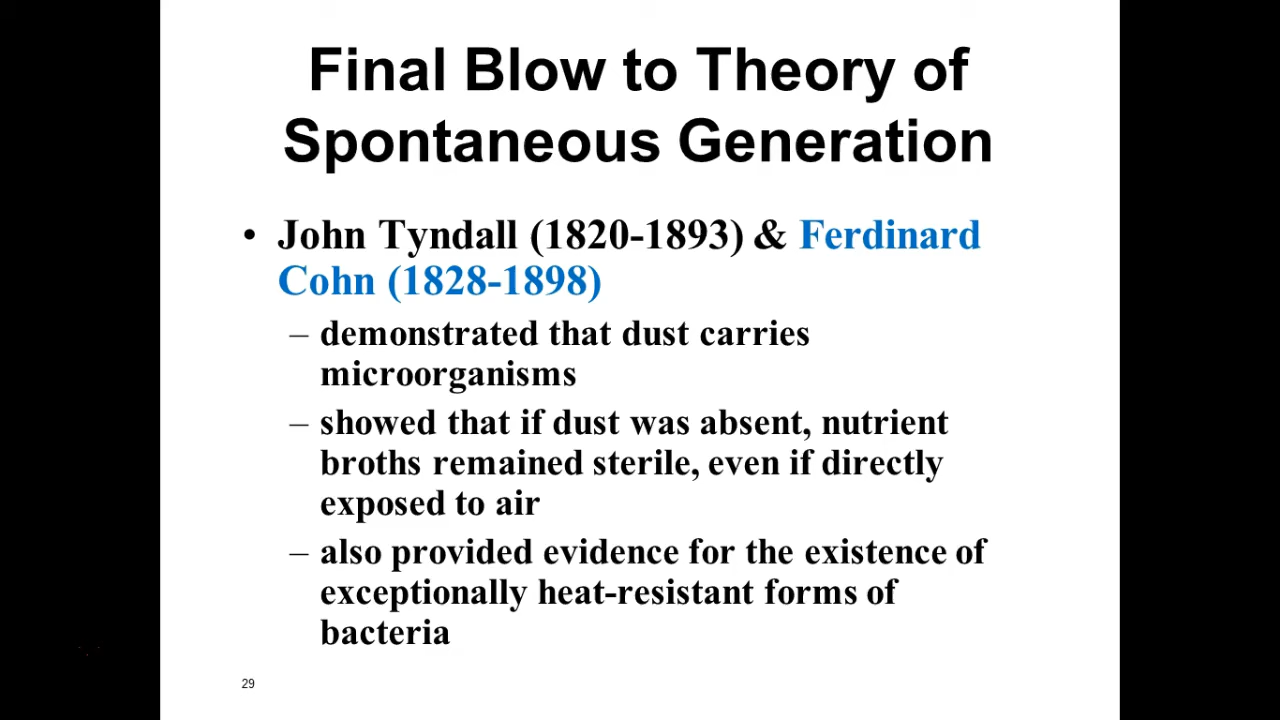 Final Blow to Theory of
Spontaneous Generation
• John Tyndall (1820-1893) & Ferdinard
Cohn (1828-1898)
– demonstrated that dust carries
microorganisms
– showed that if dust was absent, nutrient
broths remained sterile, even if directly
exposed to air
– also provided evidence for the existence of
exceptionally heat-resistant forms of
bacteria
29